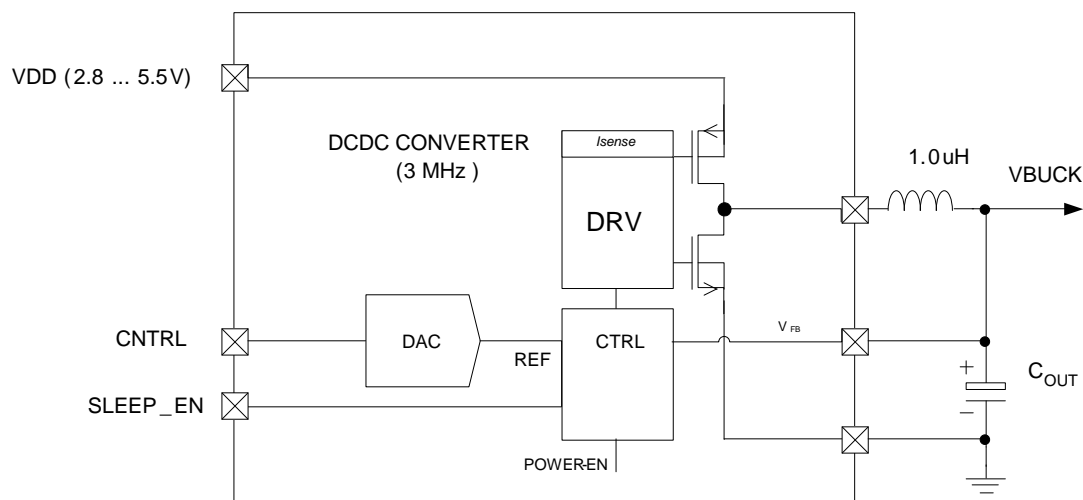 VDD (2.8 ... 5.5V)
DCDC CONVERTER
(3 MHz )
Isense
DRV
1.0uH
VBUCK
CNTRL
DAC
REF
CTRL
V FB
SLEEP_EN
+
COUT
–
POWER-EN